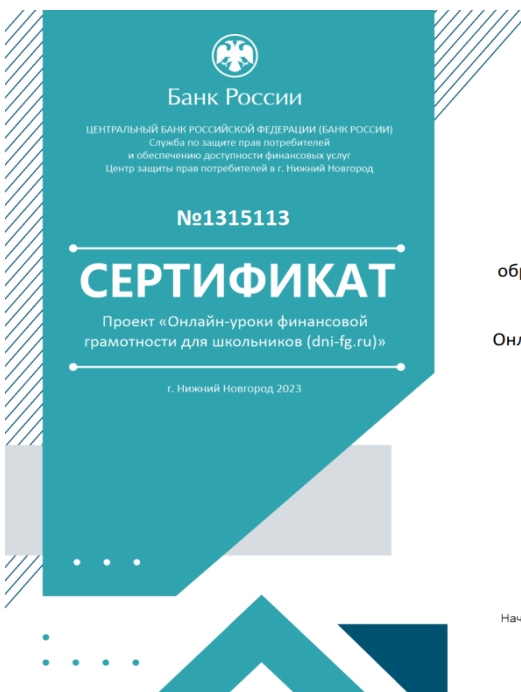 Банк России
ЦЕНТРАЛЬНЫЙ БАНК РОССИЙСКОЙ ФЕДЕРАЦИИ (БАНК РОССИИ)
Служба по защите прав потребителей
и обеспечению доступности финансовых услуг
Центр защиты прав потребителей в г. Нижний Новгород
№1315113
СЕРТИФИКАТ
Проект «Онлайн-уроки финансовой
грамотности для школьников (dni-fg.ru)»
г. Нижний Новгород 2023